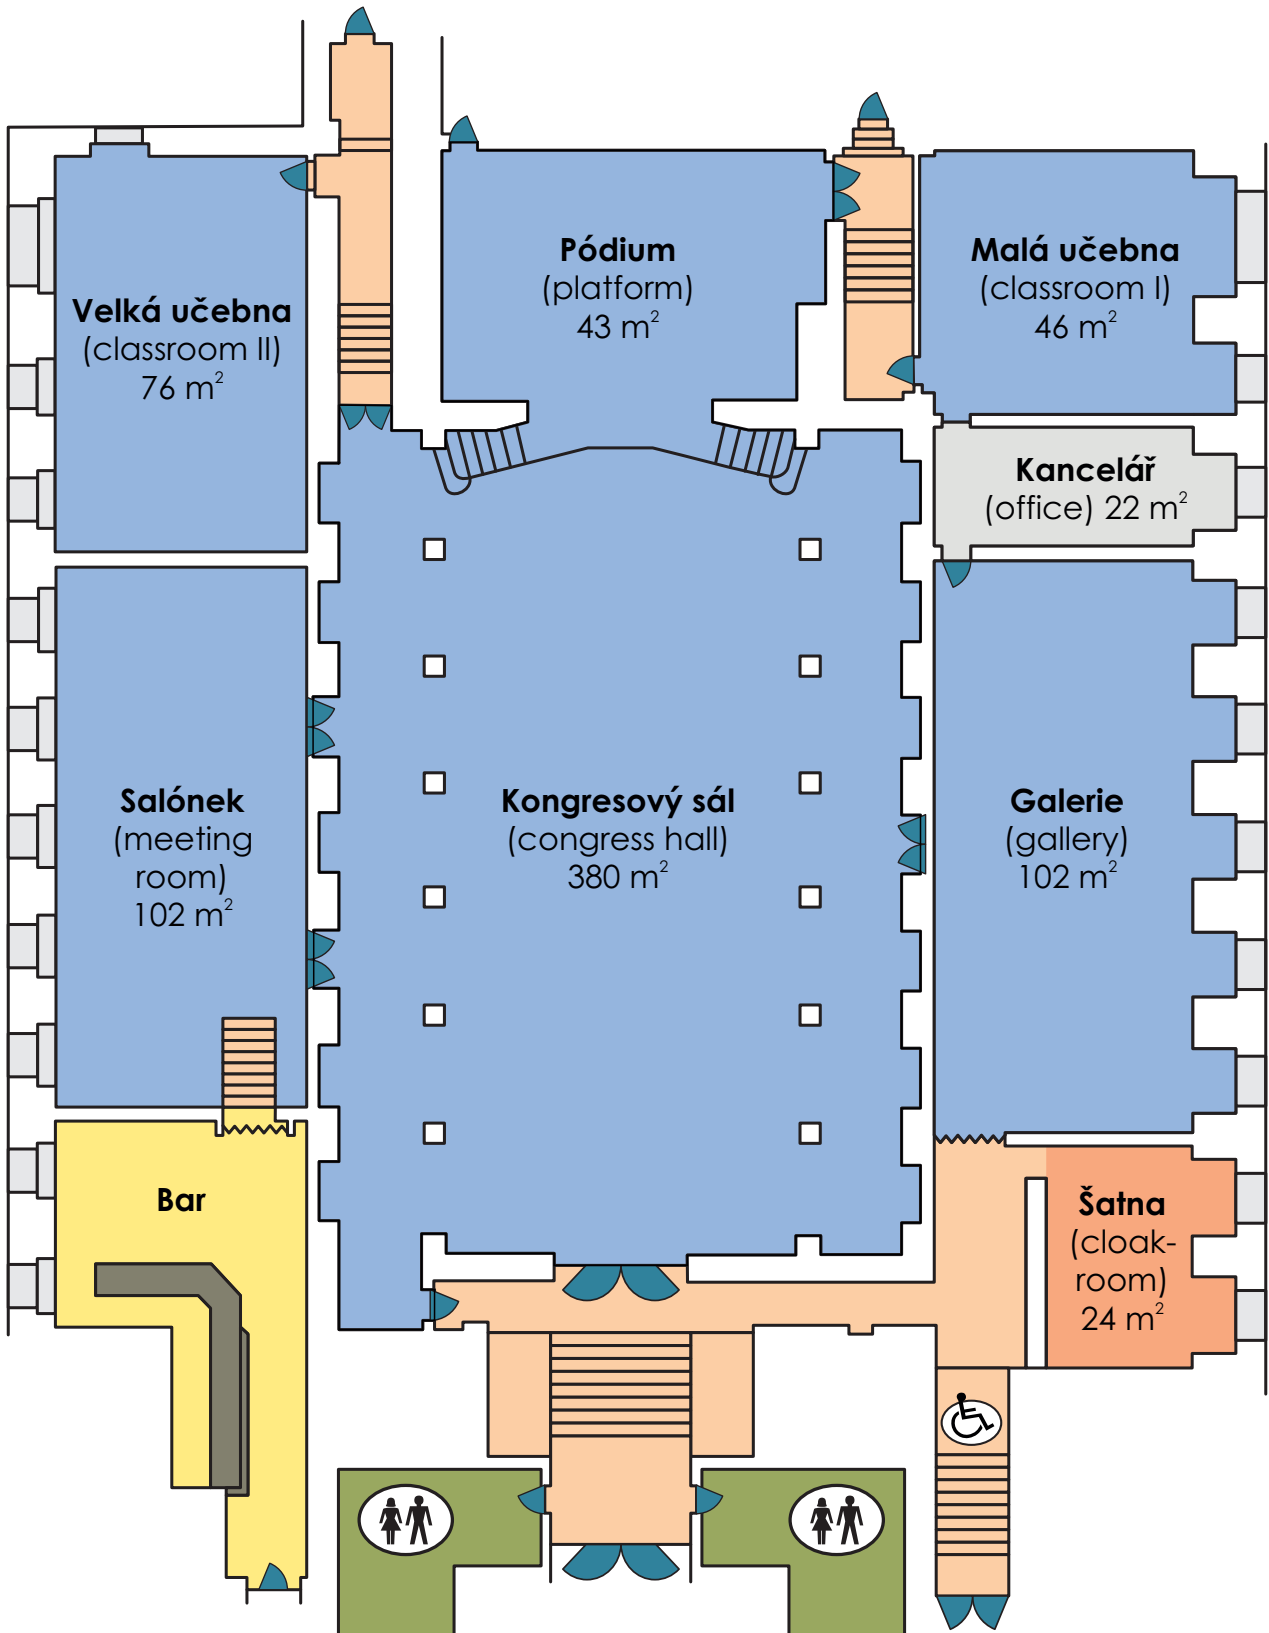 Velká učebna
(classroom II)
76 m²
Pódium
(platform)
43 m²
Malá učebna
(classroom I)
46 m²
Kancelář
(office) 22 m²
Salónek
(meeting
room)
102 m²
Kongresový sál
(congress hall)
380 m²
Galerie
(gallery)
102 m²
Bar
Šatna
(cloak-
room)
24 m²